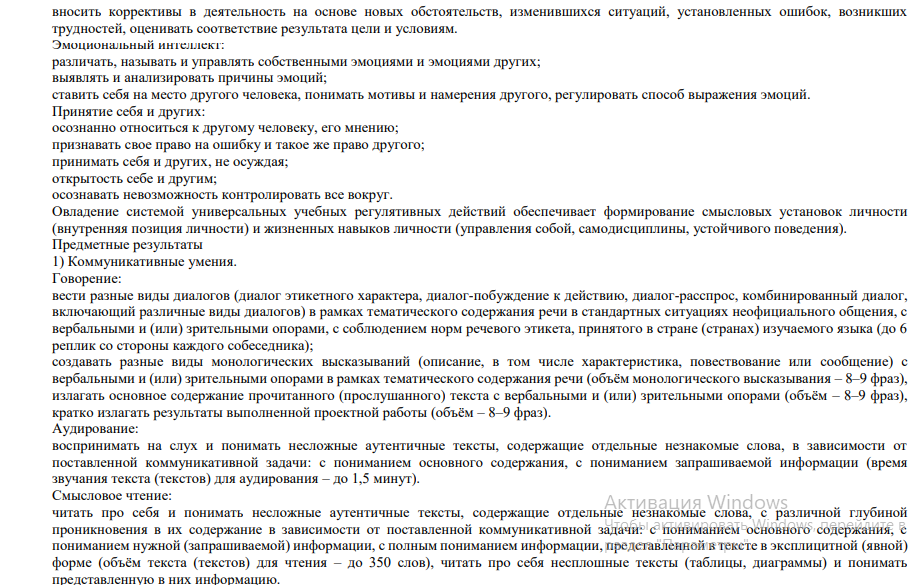 вносить коррективы в деятельность на основе новых обстоятельств, изменившихся ситуаций, установленных ошибок, возникших
трудностей, оценивать соответствие результата цели и условиям.
Эмоциональный интеллект:
различать, называть и управлять собственными эмоциями и эмоциями других;
выявлять и анализировать причины эмоций;
ставить себя на место другого человека, понимать мотивы и намерения другого, регулировать способ выражения эмоций.
Принятие себя и других:
осознанно относиться к другому человеку, его мнению;
признавать свое право на ошибку и такое же право другого;
принимать себя и других, не осуждая;
открытость себе и другим;
осознавать невозможность контролировать все вокруг.
Овладение системой универсальных учебных регулятивных действий обеспечивает формирование смысловых установок личности
(внутренняя позиция личности) и жизненных навыков личности (управления собой, самодисциплины, устойчивого поведения).
Предметные результаты
1) Коммуникативные умения.
Говорение:
вести разные виды диалогов (диалог этикетного характера, диалог-побуждение к действию, диалог-расспрос, комбинированный диалог,
включающий различные виды диалогов) в рамках тематического содержания речи в стандартных ситуациях неофициального общения, с
вербальными и (или) зрительными опорами, с соблюдением норм речевого этикета, принятого в стране (странах) изучаемого языка (до 6
реплик со стороны каждого собеседника);
создавать разные виды монологических высказываний (описание, в том числе характеристика, повествование или сообщение) с
вербальными и (или) зрительными опорами в рамках тематического содержания речи (объём монологического высказывания – 8–9 фраз),
излагать основное содержание прочитанного (прослушанного) текста с вербальными и (или) зрительными опорами (объём – 8–9 фраз),
кратко излагать результаты выполненной проектной работы (объём – 8–9 фраз).
Аудирование:
воспринимать на слух и понимать несложные аутентичные тексты, содержащие отдельные незнакомые слова, в зависимости от
поставленной коммуникативной задачи: с пониманием основного содержания, с пониманием запрашиваемой информации (время
звучания текста (текстов) для аудирования – до 1,5 минут).
Смысловое чтение:
читать про себя и понимать несложные аутентичные тексты, содержащие отдельные незнакомые слова, с различной глубиной
проникновения в их содержание в зависимости от поставленной коммуникативной задачи: с пониманием основного содержания, с
пониманием нужной (запрашиваемой) информации, с полным пониманием информации, представленной в тексте в эксплицитной (явной)
форме (объём текста (текстов) для чтения – до 350 слов), читать про себя несплошные тексты (таблицы, диаграммы) и понимать
представленную в них информацию.
Активация Windows
Чтобы активировать Windows, перейдите в
раздел "Параметры".